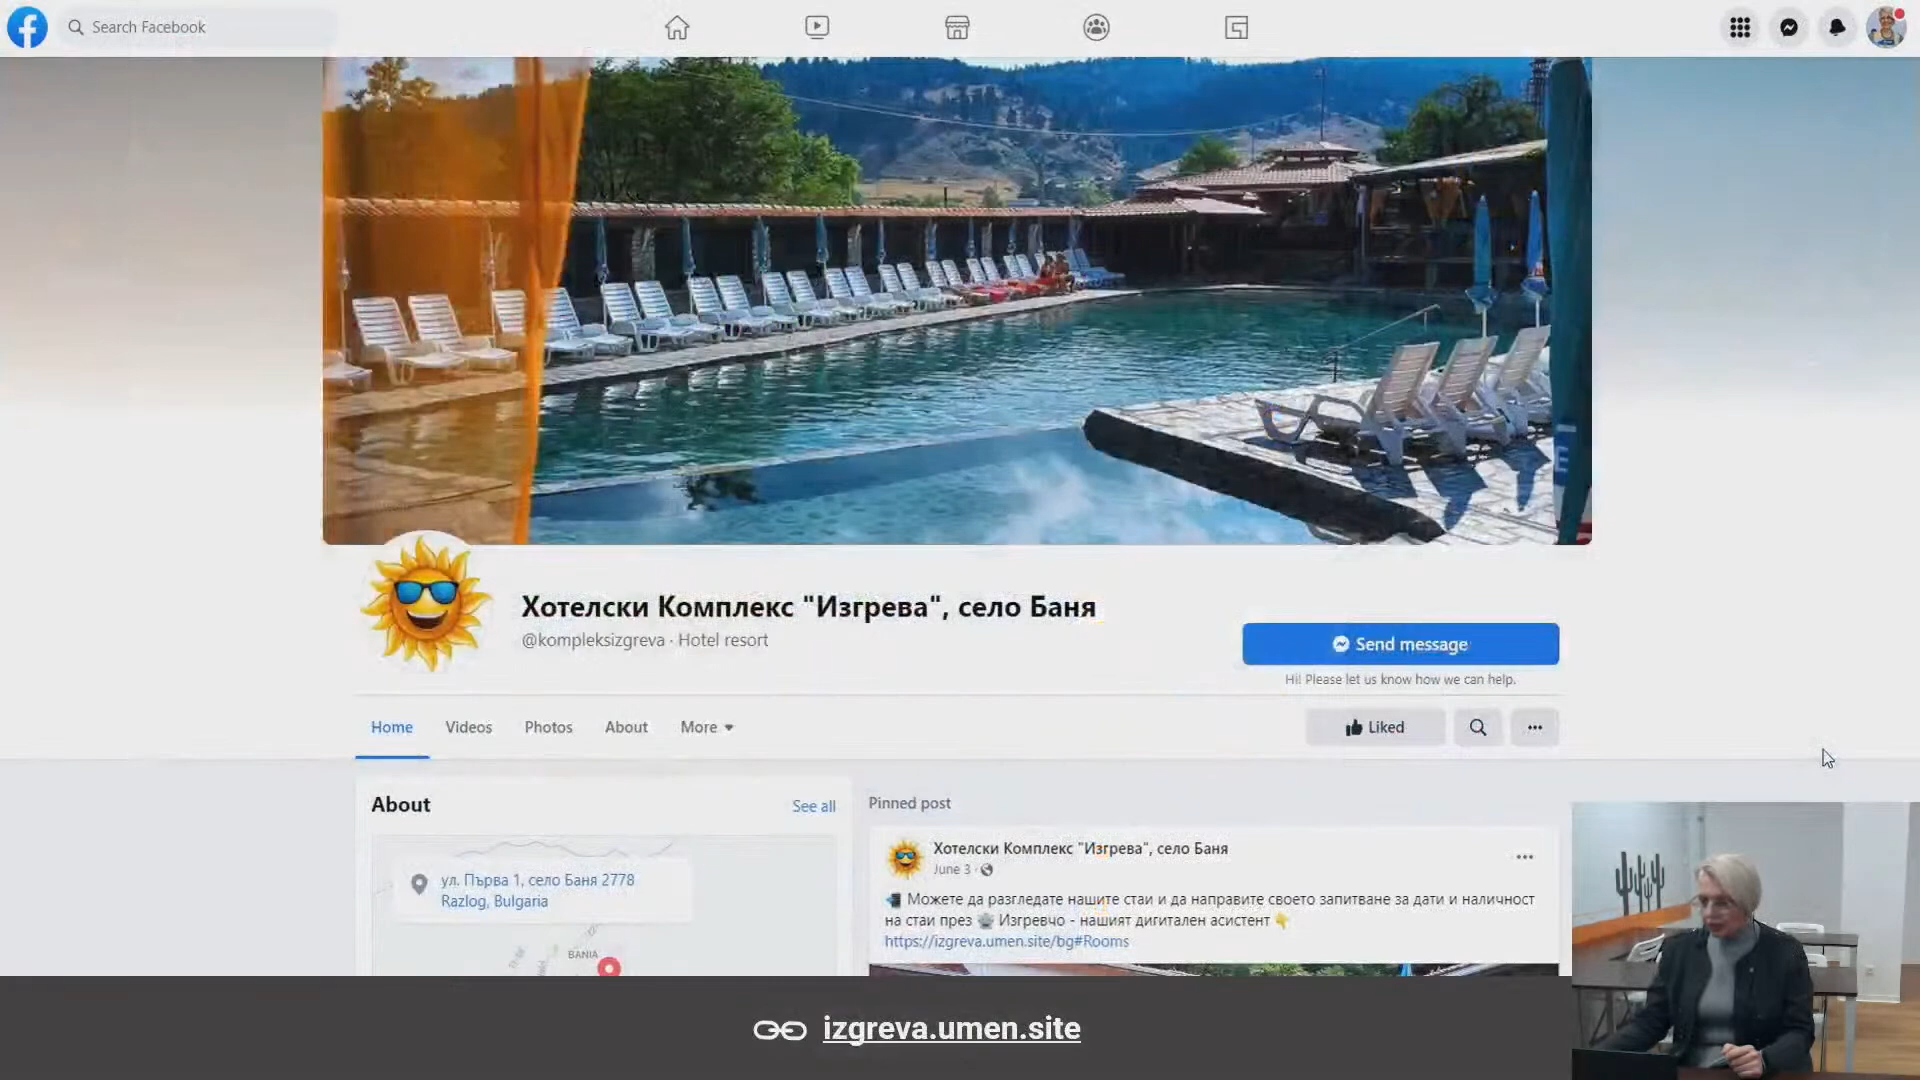 Search Facebook
Хотелски Комплекс "Изгрева", село Баня
@kompleksizgreva · Hotel resort
Send message
Hi! Please let us know how we can help.
Home
Videos
Photos
About
More
Liked
About
See all
ул. Първа 1, село Баня 2778
Razlog, Bulgaria
BANIA
Pinned post
Хотелски Комплекс "Изгрева", село Баня
June 3 ·
Можете да разгледате нашите стаи и да направите своето запитване за дати и наличност
на стаи през Изгревчо - нашият дигитален асистент
https://izgreva.umen.site/bg#Rooms
izgreva.umen.site